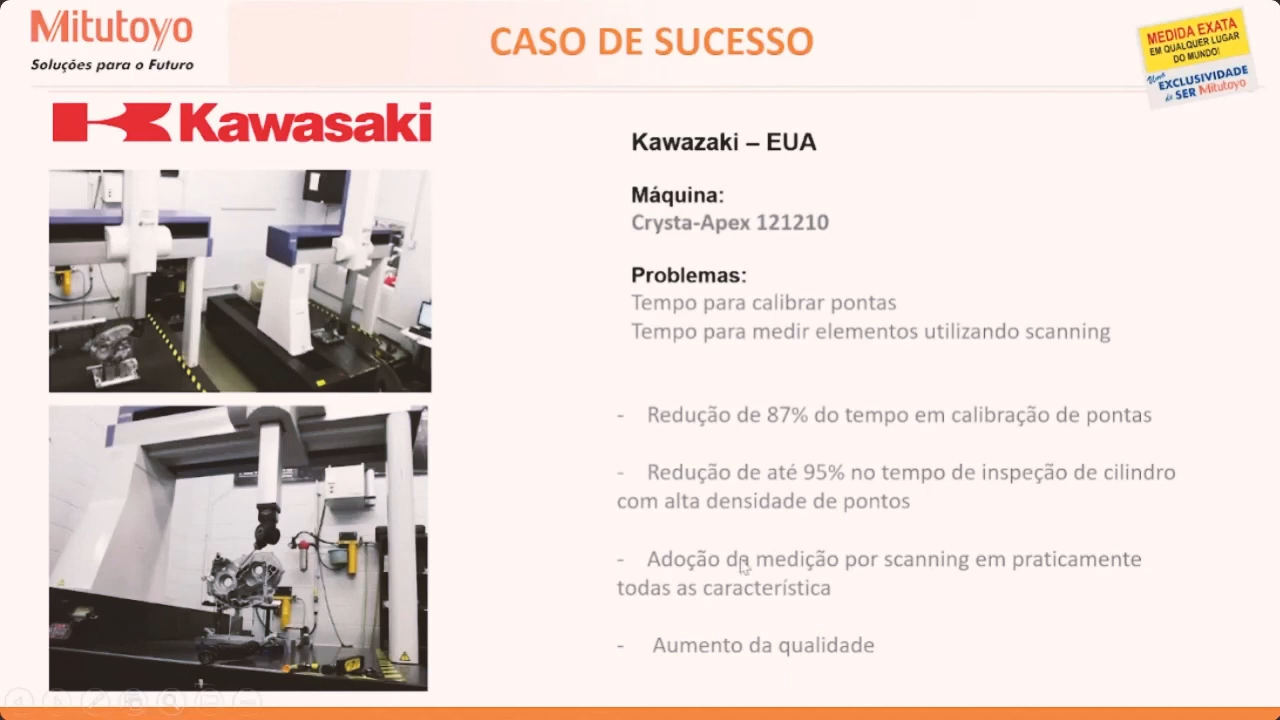 Mitutoyo
Soluções para o Futuro
CASO DE SUCESSO
MEDIDA EXATA
EM QUALQUER LUGAR
DO MUNDO!
Uma
EXCLUSIVIDADE
de SER Mitutoyo
Kawasaki
Kawazaki – EUA
Máquina:
Crysta-Apex 121210
Problemas:
Tempo para calibrar pontas
Tempo para medir elementos utilizando scanning
- Redução de 87% do tempo em calibração de pontas
- Redução de até 95% no tempo de inspeção de cilindro
com alta densidade de pontos
- Adoção da medição por scanning em praticamente
todas as característica
- Aumento da qualidade